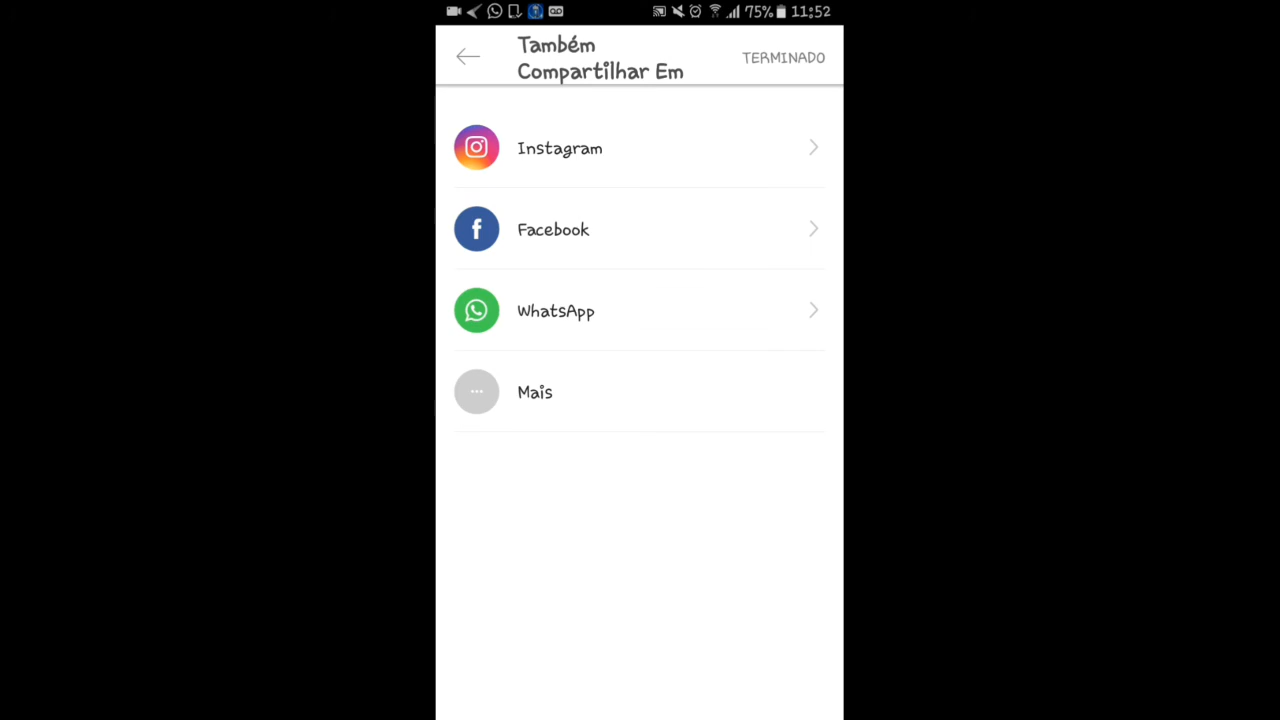 75% 11:52
Também
Compartilhar Em
TERMINADO
Instagram
Facebook
WhatsApp
Mais